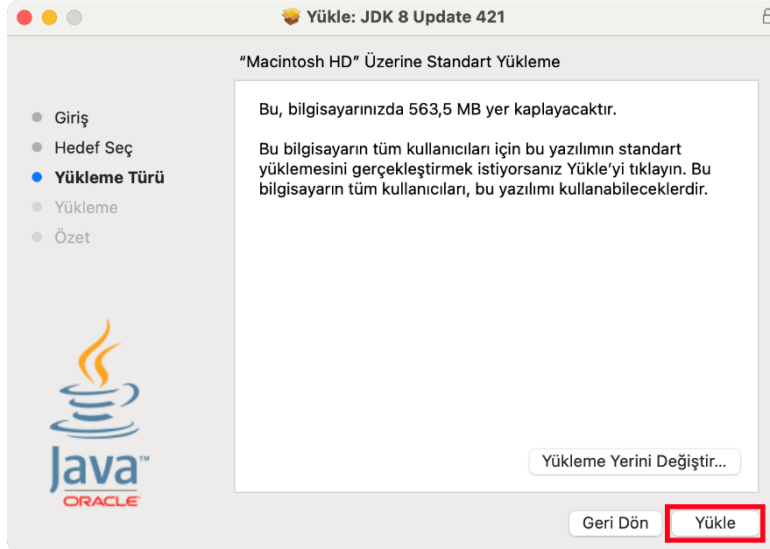 Yükle: JDK 8 Update 421
“Macintosh HD” Üzerine Standart Yükleme
Giriş
Hedef Seç
Yükleme Türü
Yükleme
Özet
Bu, bilgisayarınızda 563,5 MB yer kaplayacaktır.
Bu bilgisayarın tüm kullanıcıları için bu yazılımın standart
yüklemesini gerçekleştirmek istiyorsanız Yükle’yi tıklayın. Bu
bilgisayarın tüm kullanıcıları, bu yazılımı kullanabileceklerdir.
Java™
ORACLE
Yükleme Yerini Değiştir...
Geri Dön
Yükle